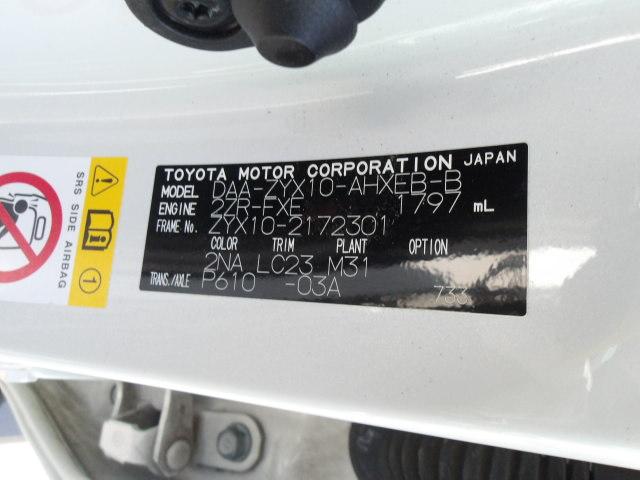 TOYOTA MOTOR CORPORATION JAPAN
MODEL DAA-ZYX10-AHXEB-B
ENGINE 2ZR-FXE 1797 mL
FRAME No. ZYX10-2172301
COLOR TRIM PLANT OPTION
2NA LC23 M31
TRANS./AXLE P610 -03A 733
SRS SIDE AIRBAG
1